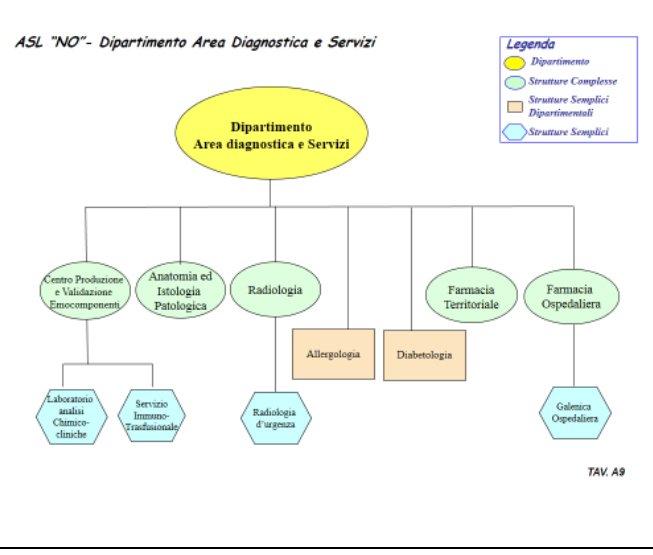 ASL "NO"- Dipartimento Area Diagnostica e Servizi
Legenda
Dipartimento
Strutture Complesse
Strutture Semplici
Dipartimentali
Strutture Semplici
Dipartimento
Area diagnostica e Servizi
Centro Produzione
e Validazione
Emocomponenti
Anatomia ed
Istologia
Patologica
Radiologia
Farmacia
Territoriale
Farmacia
Ospedaliera
Allergologia
Diabetologia
Laboratorio
analisi
Chimico-
cliniche
Servizio
Immuno-
Trasfusionale
Radiologia
d'urgenza
Galenica
Ospedaliera
TAV. A9